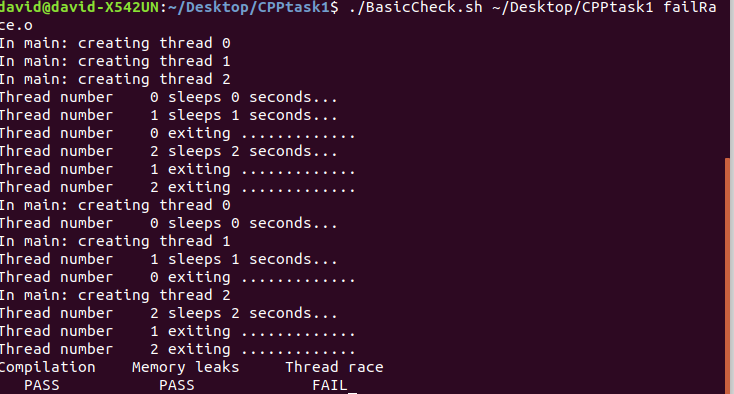 david@david-X542UN:~/Desktop/CPPtask1$ ./BasicCheck.sh ~/Desktop/CPPtask1 failRa
ce.o
In main: creating thread 0
In main: creating thread 1
In main: creating thread 2
Thread number    0 sleeps 0 seconds...
Thread number    1 sleeps 1 seconds...
Thread number    0 exiting .............
Thread number    2 sleeps 2 seconds...
Thread number    1 exiting .............
Thread number    2 exiting .............
In main: creating thread 0
Thread number    0 sleeps 0 seconds...
In main: creating thread 1
Thread number    1 sleeps 1 seconds...
Thread number    0 exiting .............
In main: creating thread 2
Thread number    2 sleeps 2 seconds...
Thread number    1 exiting .............
Thread number    2 exiting .............
Compilation    Memory leaks     Thread race
   PASS           PASS             FAIL